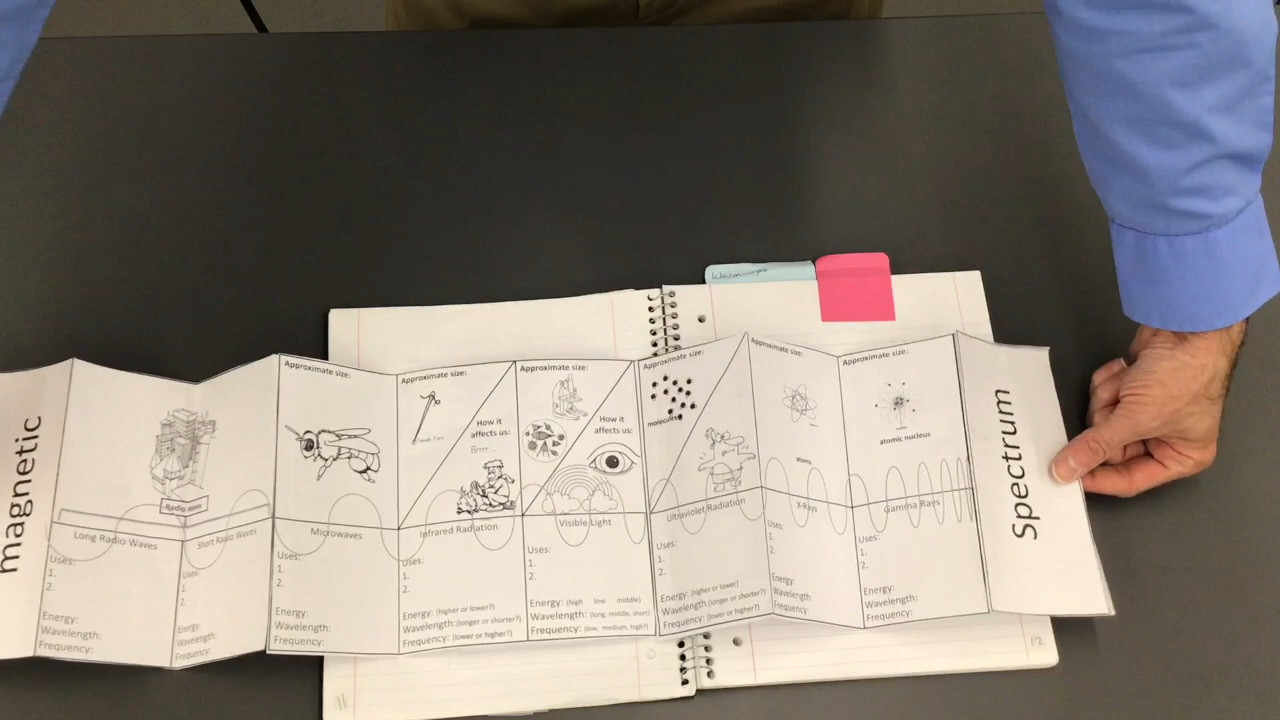 magnetic
Long Radio Waves
Uses:
1.
2.
Energy:
Wavelength:
Frequency:
Short Radio Waves
Uses:
1.
2.
Energy:
Wavelength:
Frequency:
Approximate size:
Microwaves
Uses:
1.
2.
Energy:
Wavelength:
Frequency:
Approximate size:
How it
affects us:
Brrr...
Infrared Radiation
Uses:
1.
2.
Energy: (higher or lower?)
Wavelength: (longer or shorter?)
Frequency: (lower or higher?)
Approximate size:
How it
affects us:
Visible Light
Uses:
1.
2.
Energy: (high low middle)
Wavelength: (long, middle, short)
Frequency: (low, medium, high?)
Approximate size:
molecules
Ultraviolet Radiation
Uses:
1.
2.
Energy: (higher or lower)
Wavelength (longer or shorter?)
Frequency: (lower or higher?)
Approximate size:
atoms
X-Rays
Uses:
1.
2.
Energy:
Wavelength:
Frequency:
Approximate size:
atomic nucleus
Gamma Rays
Uses:
1.
2.
Energy:
Wavelength:
Frequency:
Spectrum
11
12